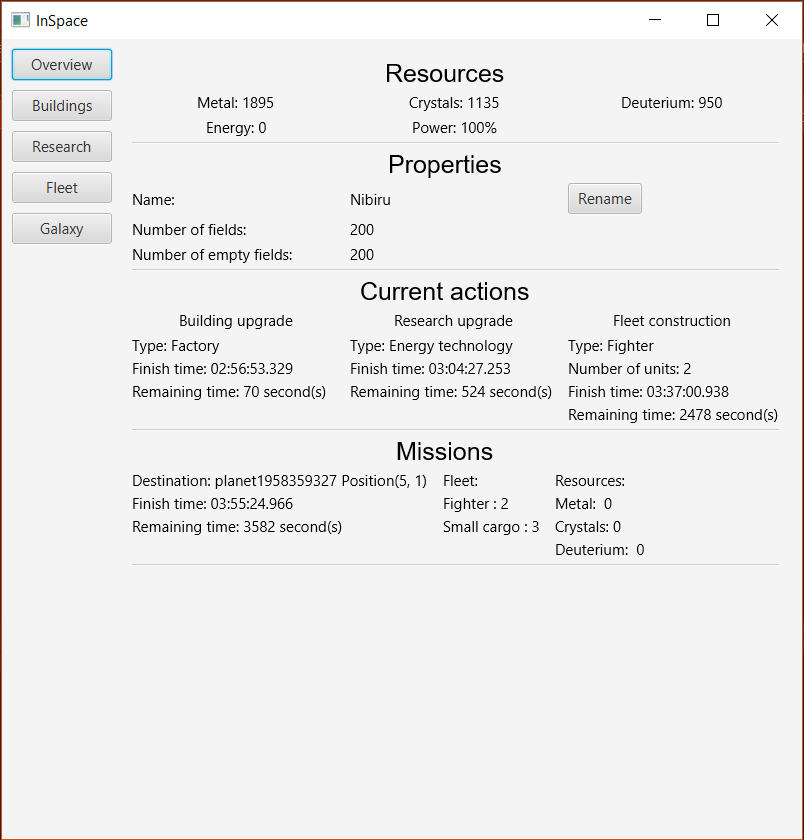 InSpace
Overview
Buildings
Research
Fleet
Galaxy
Resources
Metal: 1895 Crystals: 1135 Deuterium: 950
Energy: 0 Power: 100%
Properties
Name: Nibiru Rename
Number of fields: 200
Number of empty fields: 200
Current actions
Building upgrade Research upgrade Fleet construction
Type: Factory Type: Energy technology Type: Fighter
Finish time: 02:56:53.329 Finish time: 03:04:27.253 Number of units: 2
Remaining time: 70 second(s) Remaining time: 524 second(s) Finish time: 03:37:00.938
Remaining time: 2478 second(s)
Missions
Destination: planet1958359327 Position(5, 1) Fleet: Resources:
Finish time: 03:55:24.966 Fighter : 2 Metal:  0
Remaining time: 3582 second(s) Small cargo : 3 Crystals: 0
Deuterium:  0